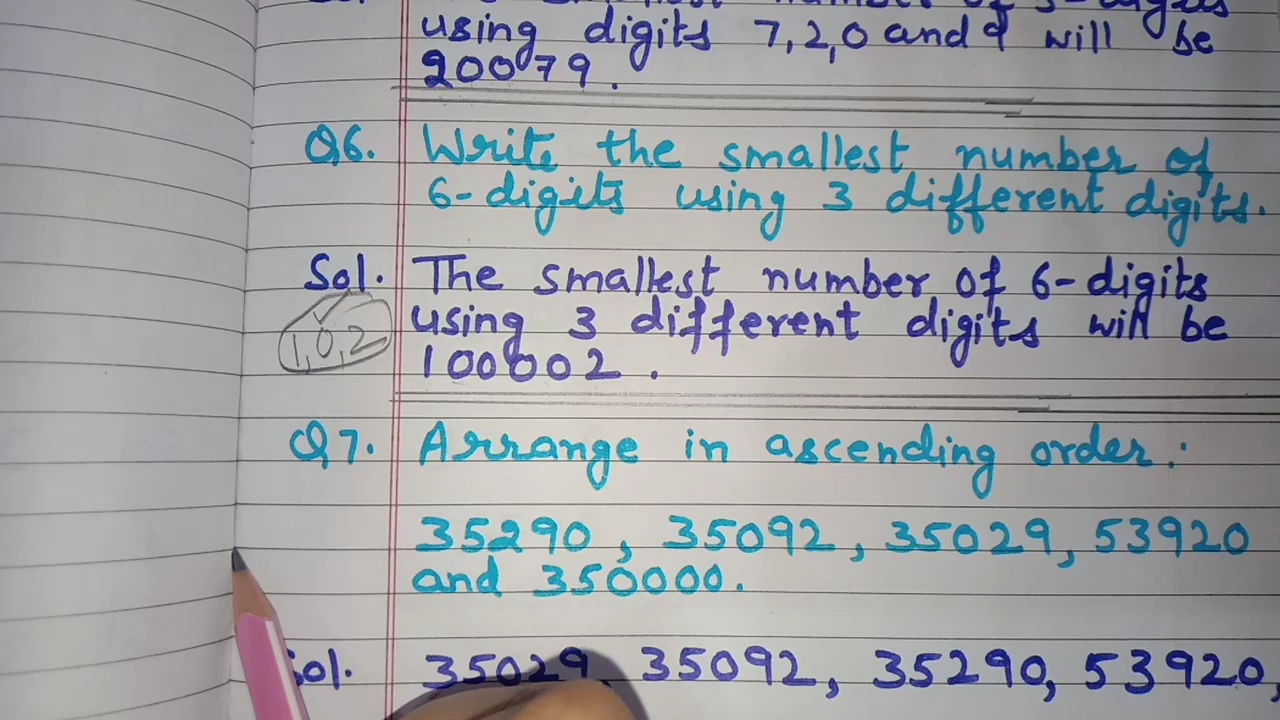 using digits 7,2,0 and 9 will be
20079.
Q6. Write the smallest number of
6-digits using 3 different digits.
Sol. The smallest number of 6-digits
using 3 different digits will be
1,0,2
100002.
Q7. Arrange in ascending order:
35290, 35092, 35029, 53920
and 350000.
Sol. 35029, 35092, 35290, 53920,